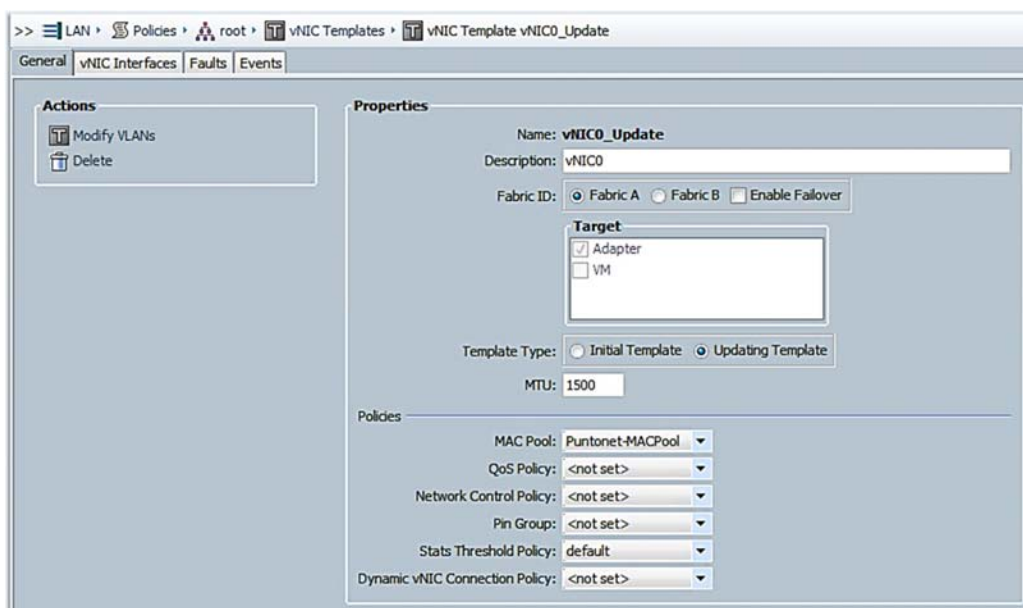 >> LAN Policies root vNIC Templates vNIC Template vNIC0_Update
General vNIC Interfaces Faults Events
Actions
Modify VLANs
Delete
Properties
Name: vNIC0_Update
Description: vNIC0
Fabric ID: Fabric A Fabric B Enable Failover
Target
Adapter
VM
Template Type: Initial Template Updating Template
MTU: 1500
Policies
MAC Pool: Puntonet-MACPool
QoS Policy: <not set>
Network Control Policy: <not set>
Pin Group: <not set>
Stats Threshold Policy: default
Dynamic vNIC Connection Policy: <not set>